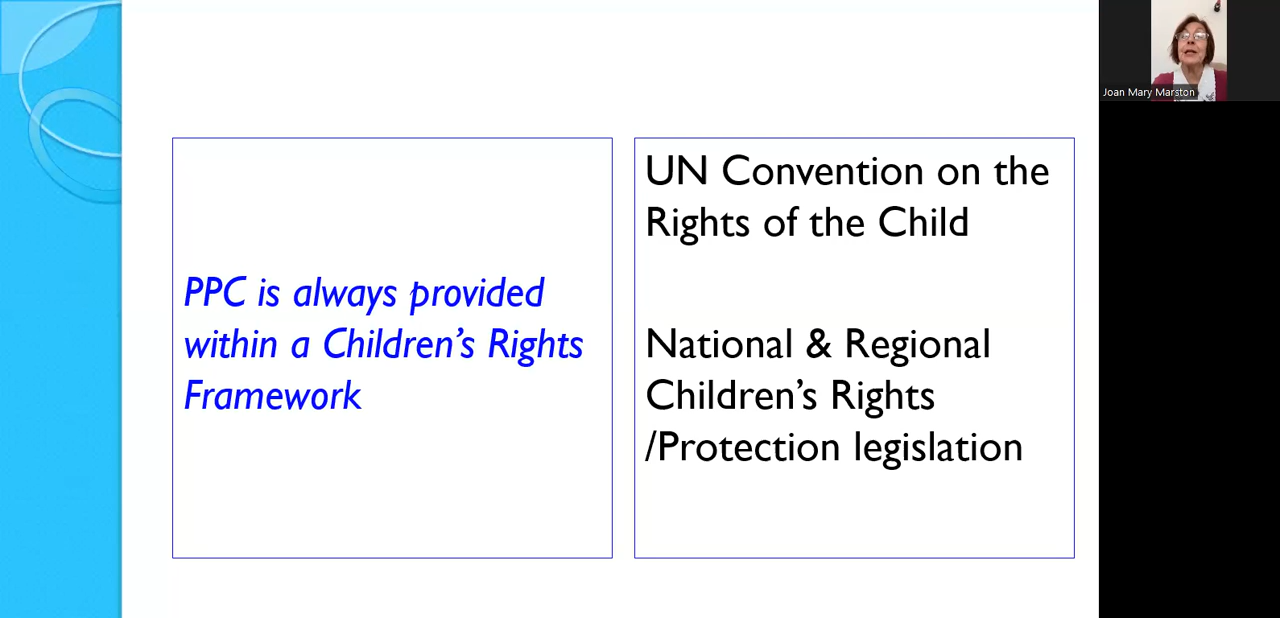 PPC is always provided
within a Children’s Rights
Framework
UN Convention on the
Rights of the Child
National & Regional
Children’s Rights
/Protection legislation
Joan Mary Marston